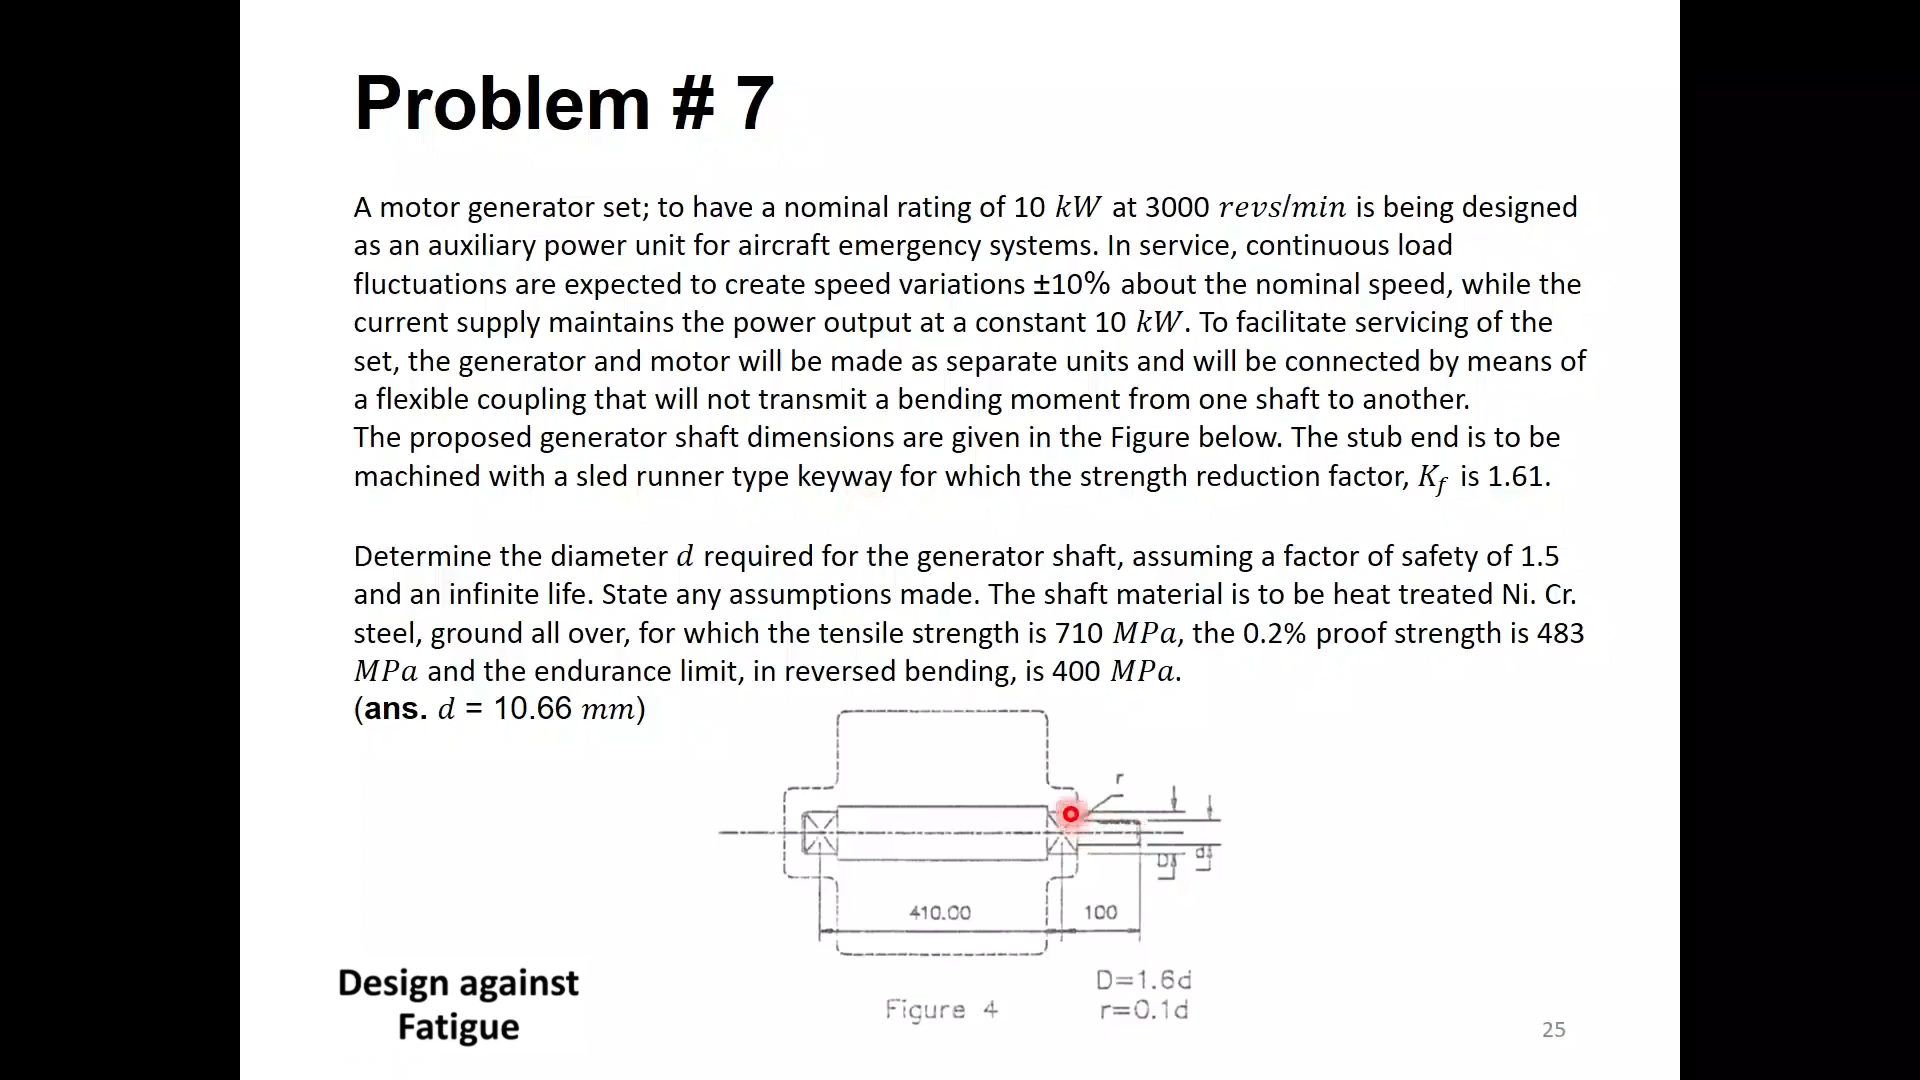 Problem # 7
A motor generator set; to have a nominal rating of 10 kW at 3000 revs/min is being designed
as an auxiliary power unit for aircraft emergency systems. In service, continuous load
fluctuations are expected to create speed variations ±10% about the nominal speed, while the
current supply maintains the power output at a constant 10 kW. To facilitate servicing of the
set, the generator and motor will be made as separate units and will be connected by means of
a flexible coupling that will not transmit a bending moment from one shaft to another.
The proposed generator shaft dimensions are given in the Figure below. The stub end is to be
machined with a sled runner type keyway for which the strength reduction factor, K_f is 1.61.
Determine the diameter d required for the generator shaft, assuming a factor of safety of 1.5
and an infinite life. State any assumptions made. The shaft material is to be heat treated Ni. Cr.
steel, ground all over, for which the tensile strength is 710 MPa, the 0.2% proof strength is 483
MPa and the endurance limit, in reversed bending, is 400 MPa.
(ans. d = 10.66 mm)
r
D d
410.00 100
D=1.6d
Figure 4 r=0.1d
Design against
Fatigue
25